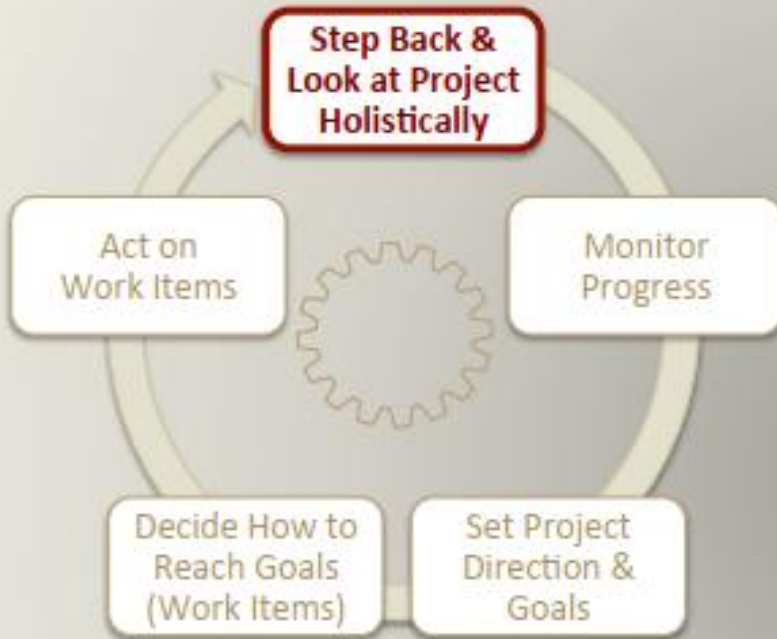 Step Back &
Look at Project
Holistically
Monitor
Progress
Set Project
Direction &
Goals
Decide How to
Reach Goals
(Work Items)
Act on
Work Items